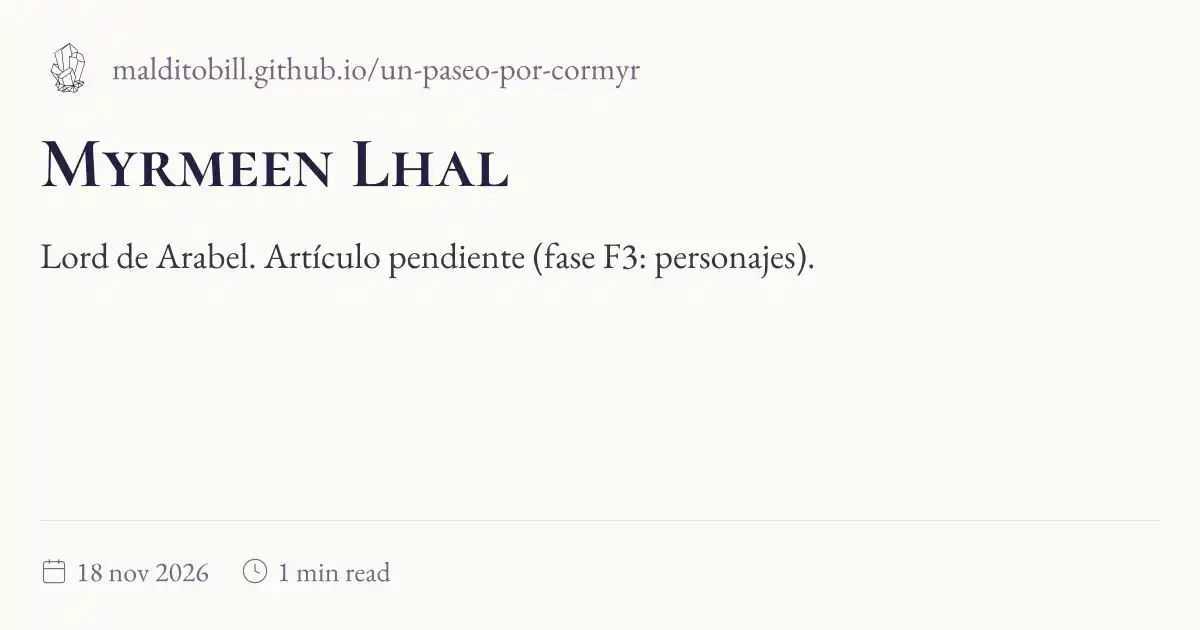 malditobill.github.io/un-paseo-por-cormyr
Myrmeen Lhal
Lord de Arabel. Artículo pendiente (fase F3: personajes).
18 nov 2026 1 min read